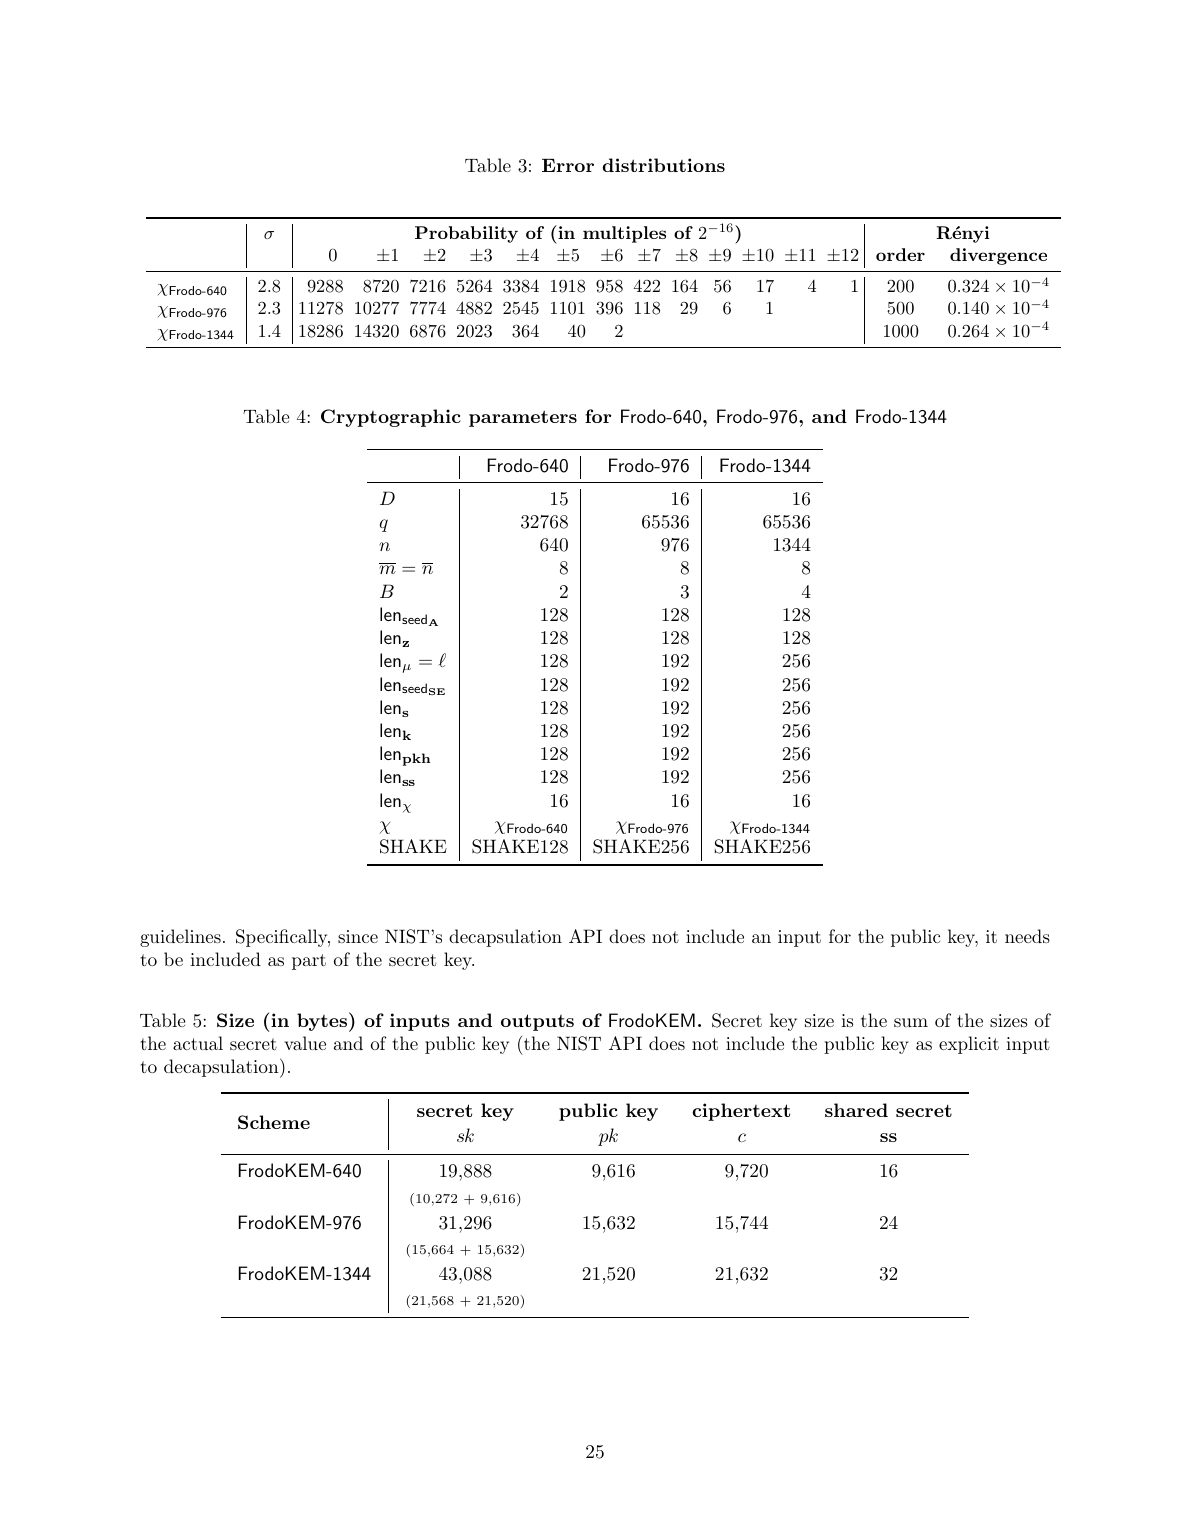 Table 3: Error distributions
σ Probability of (in multiples of 2⁻¹⁶) Rényi
0 ±1 ±2 ±3 ±4 ±5 ±6 ±7 ±8 ±9 ±10 ±11 ±12 order divergence
χFrodo-640 2.8 9288 8720 7216 5264 3384 1918 958 422 164 56 17 4 1 200 0.324 × 10⁻⁴
χFrodo-976 2.3 11278 10277 7774 4882 2545 1101 396 118 29 6 1 500 0.140 × 10⁻⁴
χFrodo-1344 1.4 18286 14320 6876 2023 364 40 2 1000 0.264 × 10⁻⁴
Table 4: Cryptographic parameters for Frodo-640, Frodo-976, and Frodo-1344
Frodo-640 Frodo-976 Frodo-1344
D 15 16 16
q 32768 65536 65536
n 640 976 1344
m̅ = n̅ 8 8 8
B 2 3 4
lenseedA 128 128 128
lenz 128 128 128
lenμ = ℓ 128 192 256
lenseedSE 128 192 256
lens 128 192 256
lenk 128 192 256
lenpkh 128 192 256
lenss 128 192 256
lenχ 16 16 16
χ χFrodo-640 χFrodo-976 χFrodo-1344
SHAKE SHAKE128 SHAKE256 SHAKE256
guidelines. Specifically, since NIST's decapsulation API does not include an input for the public key, it needs
to be included as part of the secret key.
Table 5: Size (in bytes) of inputs and outputs of FrodoKEM. Secret key size is the sum of the sizes of
the actual secret value and of the public key (the NIST API does not include the public key as explicit input
to decapsulation).
Scheme secret key public key ciphertext shared secret
sk pk c ss
FrodoKEM-640 19,888 9,616 9,720 16
(10,272 + 9,616)
FrodoKEM-976 31,296 15,632 15,744 24
(15,664 + 15,632)
FrodoKEM-1344 43,088 21,520 21,632 32
(21,568 + 21,520)
25